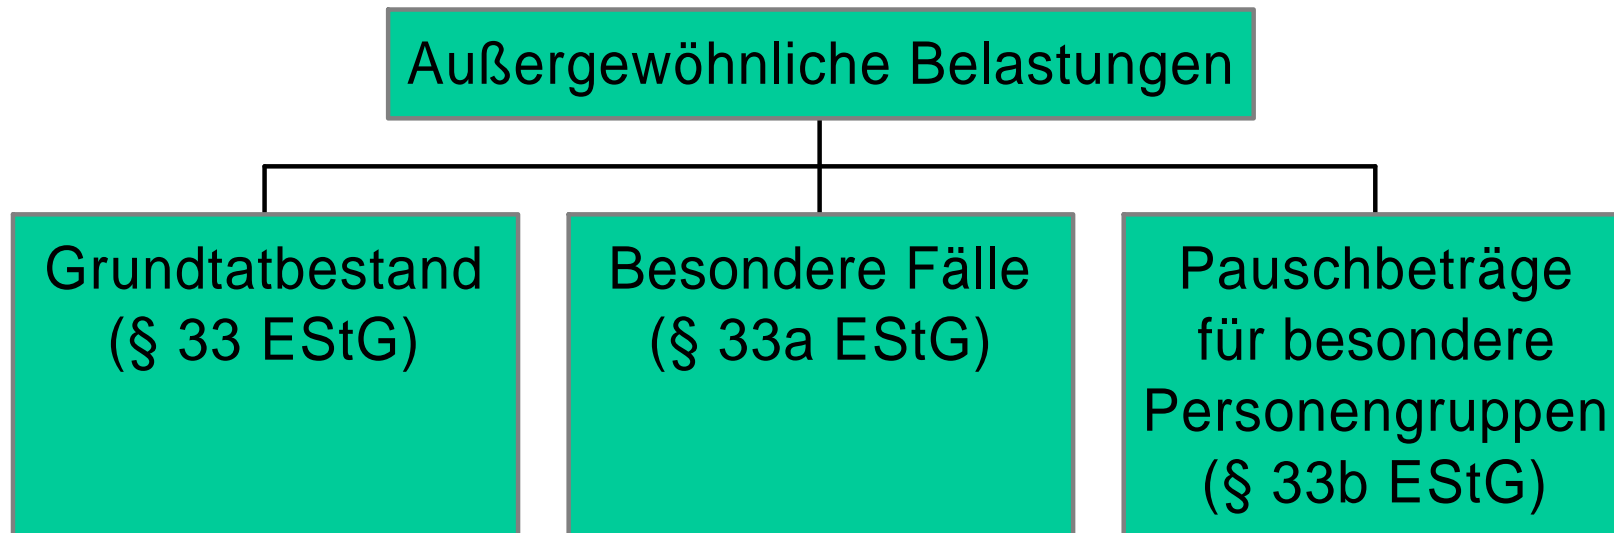 Außergewöhnliche Belastungen
Grundtatbestand
(§ 33 EStG)
Besondere Fälle
(§ 33a EStG)
Pauschbeträge
für besondere
Personengruppen
(§ 33b EStG)